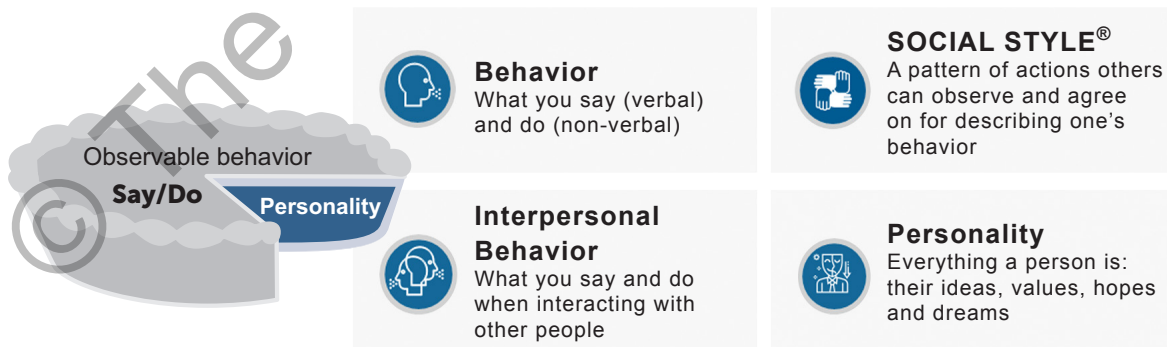 © The
Observable behavior
Say/Do
Personality
Behavior
What you say (verbal)
and do (non-verbal)
SOCIAL STYLE®
A pattern of actions others
can observe and agree
on for describing one's
behavior
Interpersonal
Behavior
What you say and do
when interacting with
other people
Personality
Everything a person is:
their ideas, values, hopes
and dreams